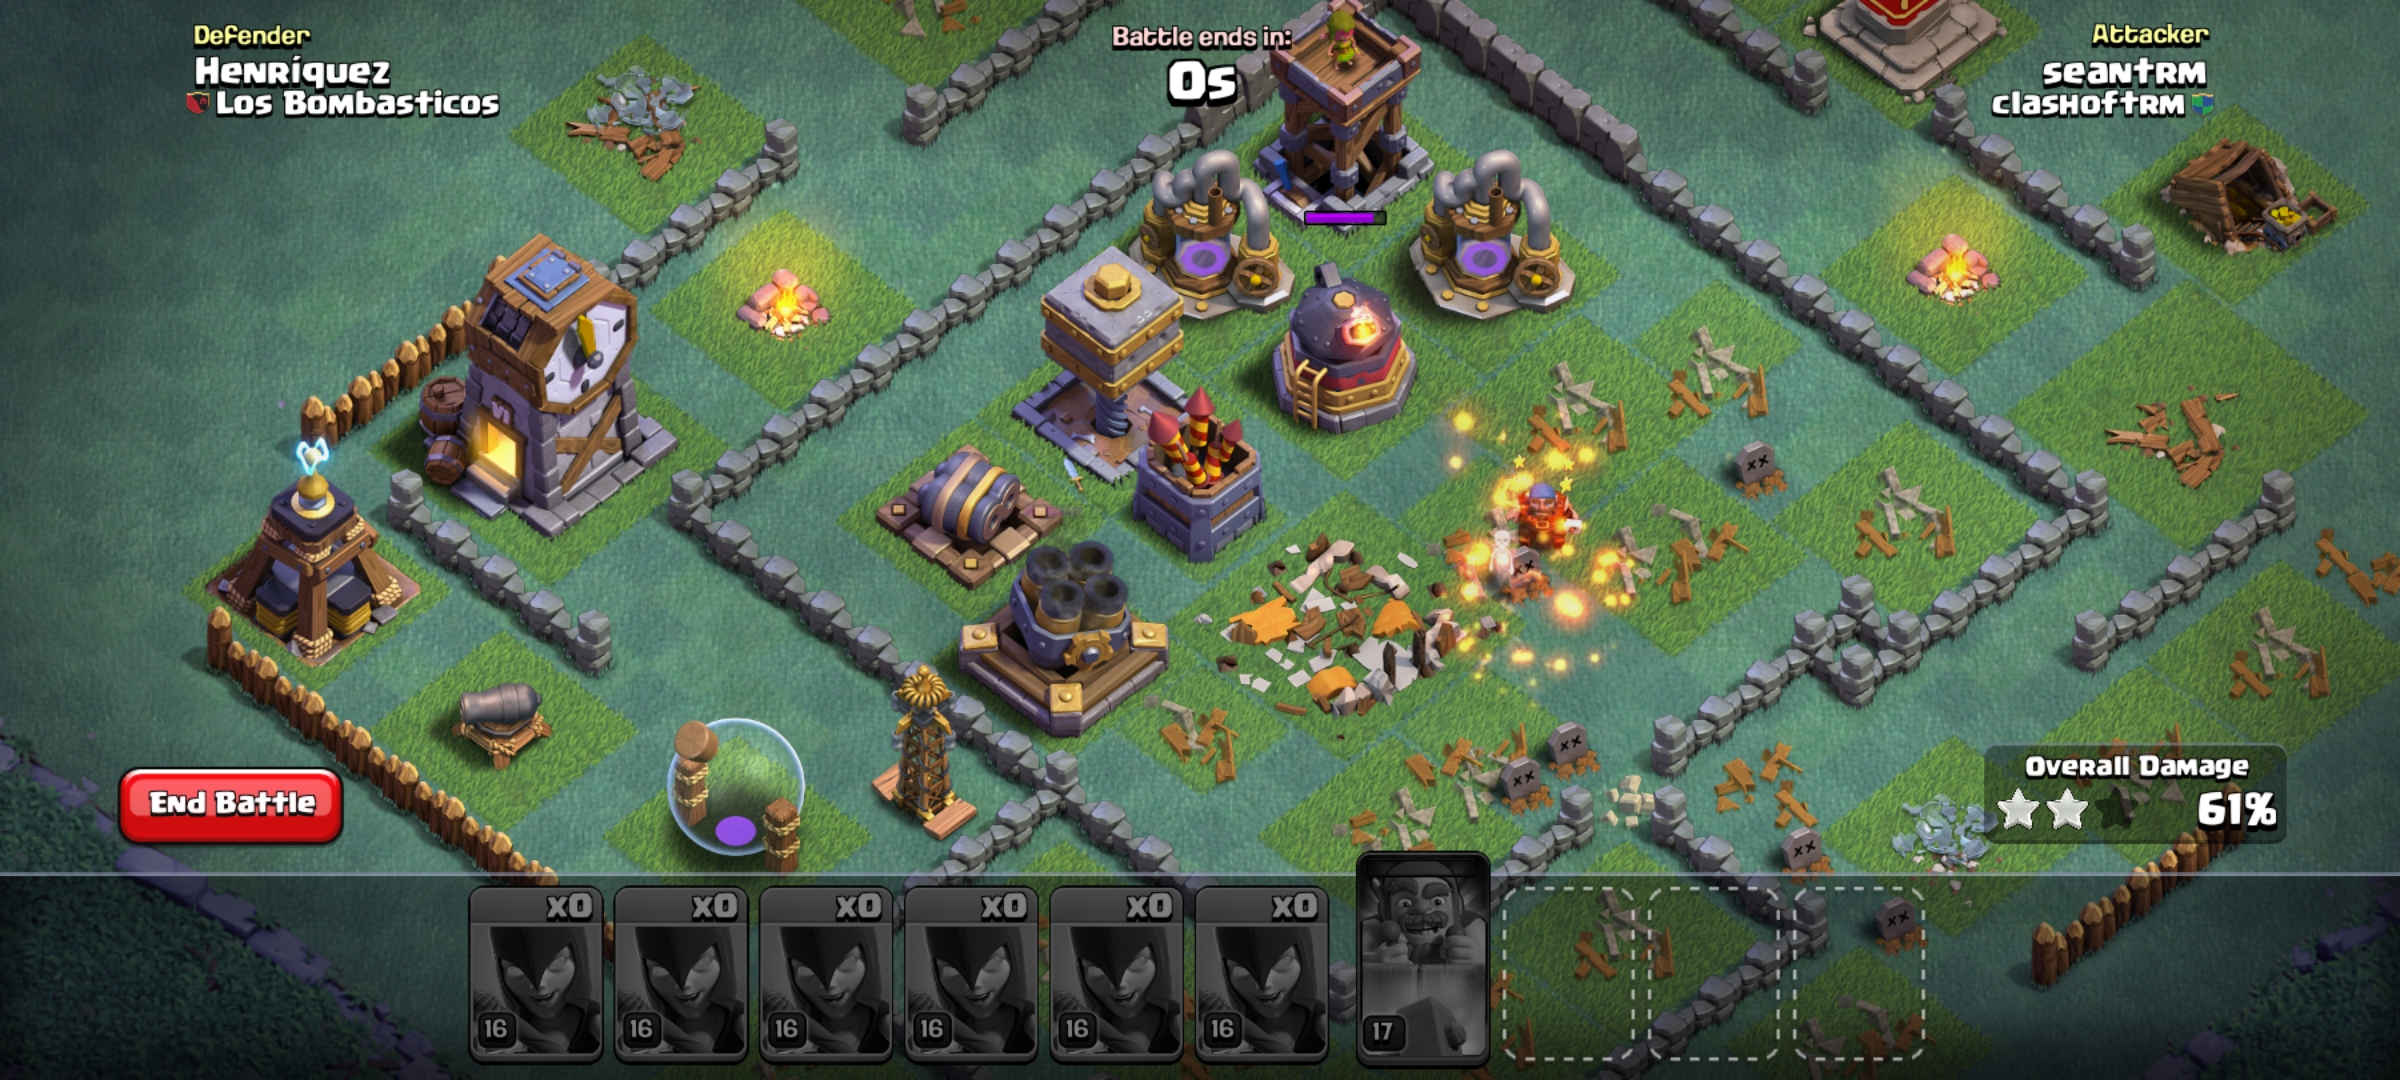 Defender
Henríquez
Los Bombasticos
Battle ends in:
0s
Attacker
seantrm
clashoftrm
End Battle
Overall Damage
61%
x0
x0
x0
x0
x0
x0
16
16
16
16
16
16
17